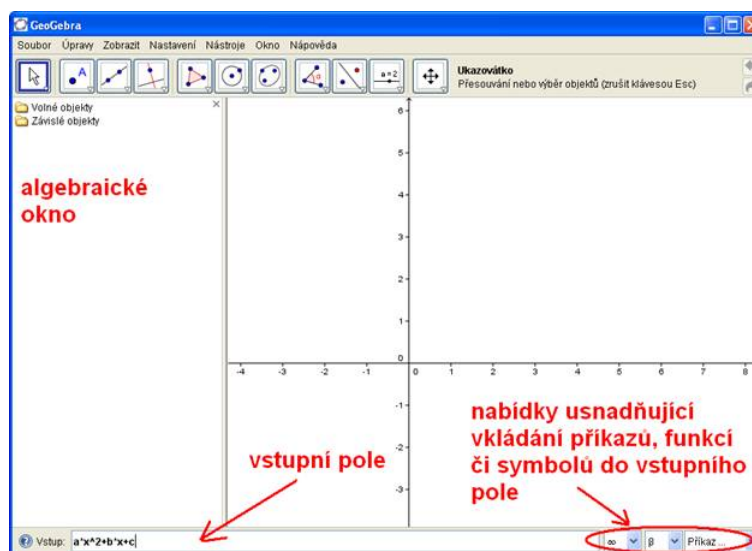 GeoGebra
Soubor Úpravy Zobrazit Nastavení Nástroje Okno Nápověda
A
α
a=2
Ukazovátko
Přesouvání nebo výběr objektů (zrušit klávesou Esc)
Volné objekty
Závislé objekty
algebraické
okno
6
5
4
3
2
1
0
-4 -3 -2 -1 0 1 2 3 4 5 6 7 8
-1
-2
-3
vstupní pole
nabídky usnadňující
vkládání příkazů, funkcí
či symbolů do vstupního
pole
Vstup: a*x^2+b*x+c
∞ β Příkaz ...